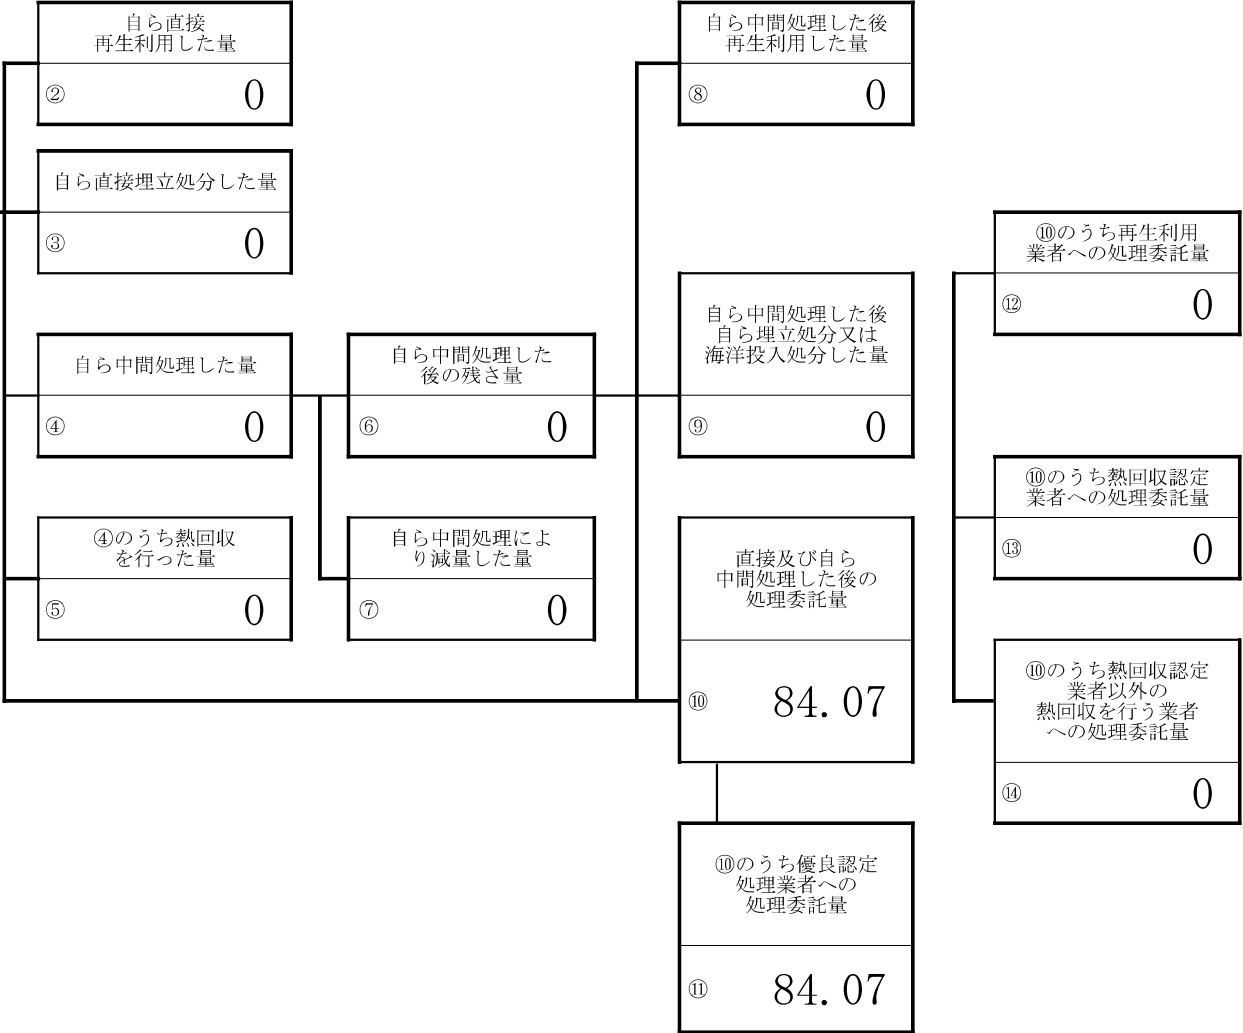 自ら直接
再生利用した量
② 0
自ら直接埋立処分した量
③ 0
自ら中間処理した量
④ 0
④のうち熱回収
を行った量
⑤ 0
自ら中間処理した
後の残さ量
⑥ 0
自ら中間処理によ
り減量した量
⑦ 0
自ら中間処理した後
再生利用した量
⑧ 0
自ら中間処理した後
自ら埋立処分又は
海洋投入処分した量
⑨ 0
直接及び自ら
中間処理した後の
処理委託量
⑩ 84.07
⑩のうち優良認定
処理業者への
処理委託量
⑪ 84.07
⑩のうち再生利用
業者への処理委託量
⑫ 0
⑩のうち熱回収認定
業者への処理委託量
⑬ 0
⑩のうち熱回収認定
業者以外の
熱回収を行う業者
への処理委託量
⑭ 0